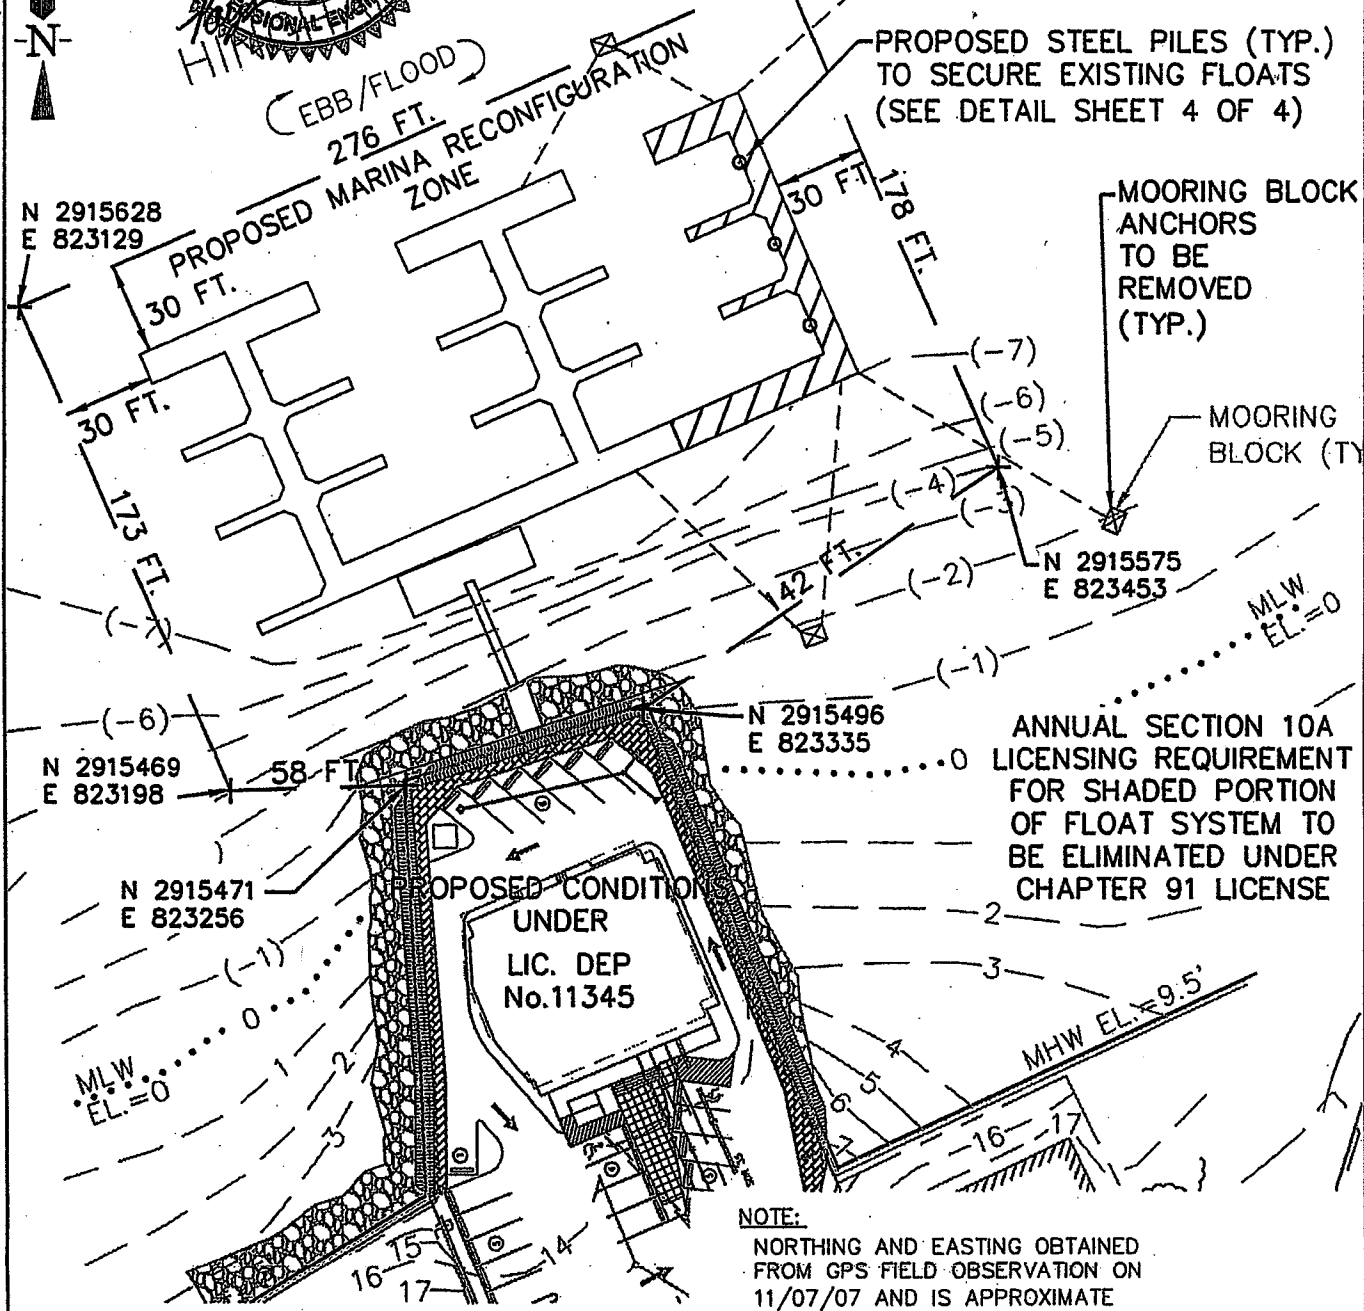 -N-
SIONAL ENG
EBB/FLOOD
276 FT.
PROPOSED MARINA RECONFIGURATION
ZONE
PROPOSED STEEL PILES (TYP.)
TO SECURE EXISTING FLOATS
(SEE DETAIL SHEET 4 OF 4)
N 2915628
E 823129
30 FT.
30 FT
178 FT.
MOORING BLOCK
ANCHORS
TO BE
REMOVED
(TYP.)
30 FT.
(-7)
(-6)
(-5)
(-4)
(-3)
MOORING
BLOCK (TY
173 FT.
142 FT.
(-2)
N 2915575
E 823453
MLW
EL.=0
(-7)
(-1)
(-6)
N 2915496
E 823335
N 2915469
E 823198
58 FT
0
ANNUAL SECTION 10A
LICENSING REQUIREMENT
FOR SHADED PORTION
OF FLOAT SYSTEM TO
BE ELIMINATED UNDER
CHAPTER 91 LICENSE
N 2915471
E 823256
PROPOSED CONDITIONS
UNDER
LIC. DEP
No.11345
2
3
(-1)
0
1
2
3
MLW
EL.=0
MHW EL.=9.5'
4
5
6
7
16
17
15
16
17
14
NOTE:
NORTHING AND EASTING OBTAINED
FROM GPS FIELD OBSERVATION ON
11/07/07 AND IS APPROXIMATE